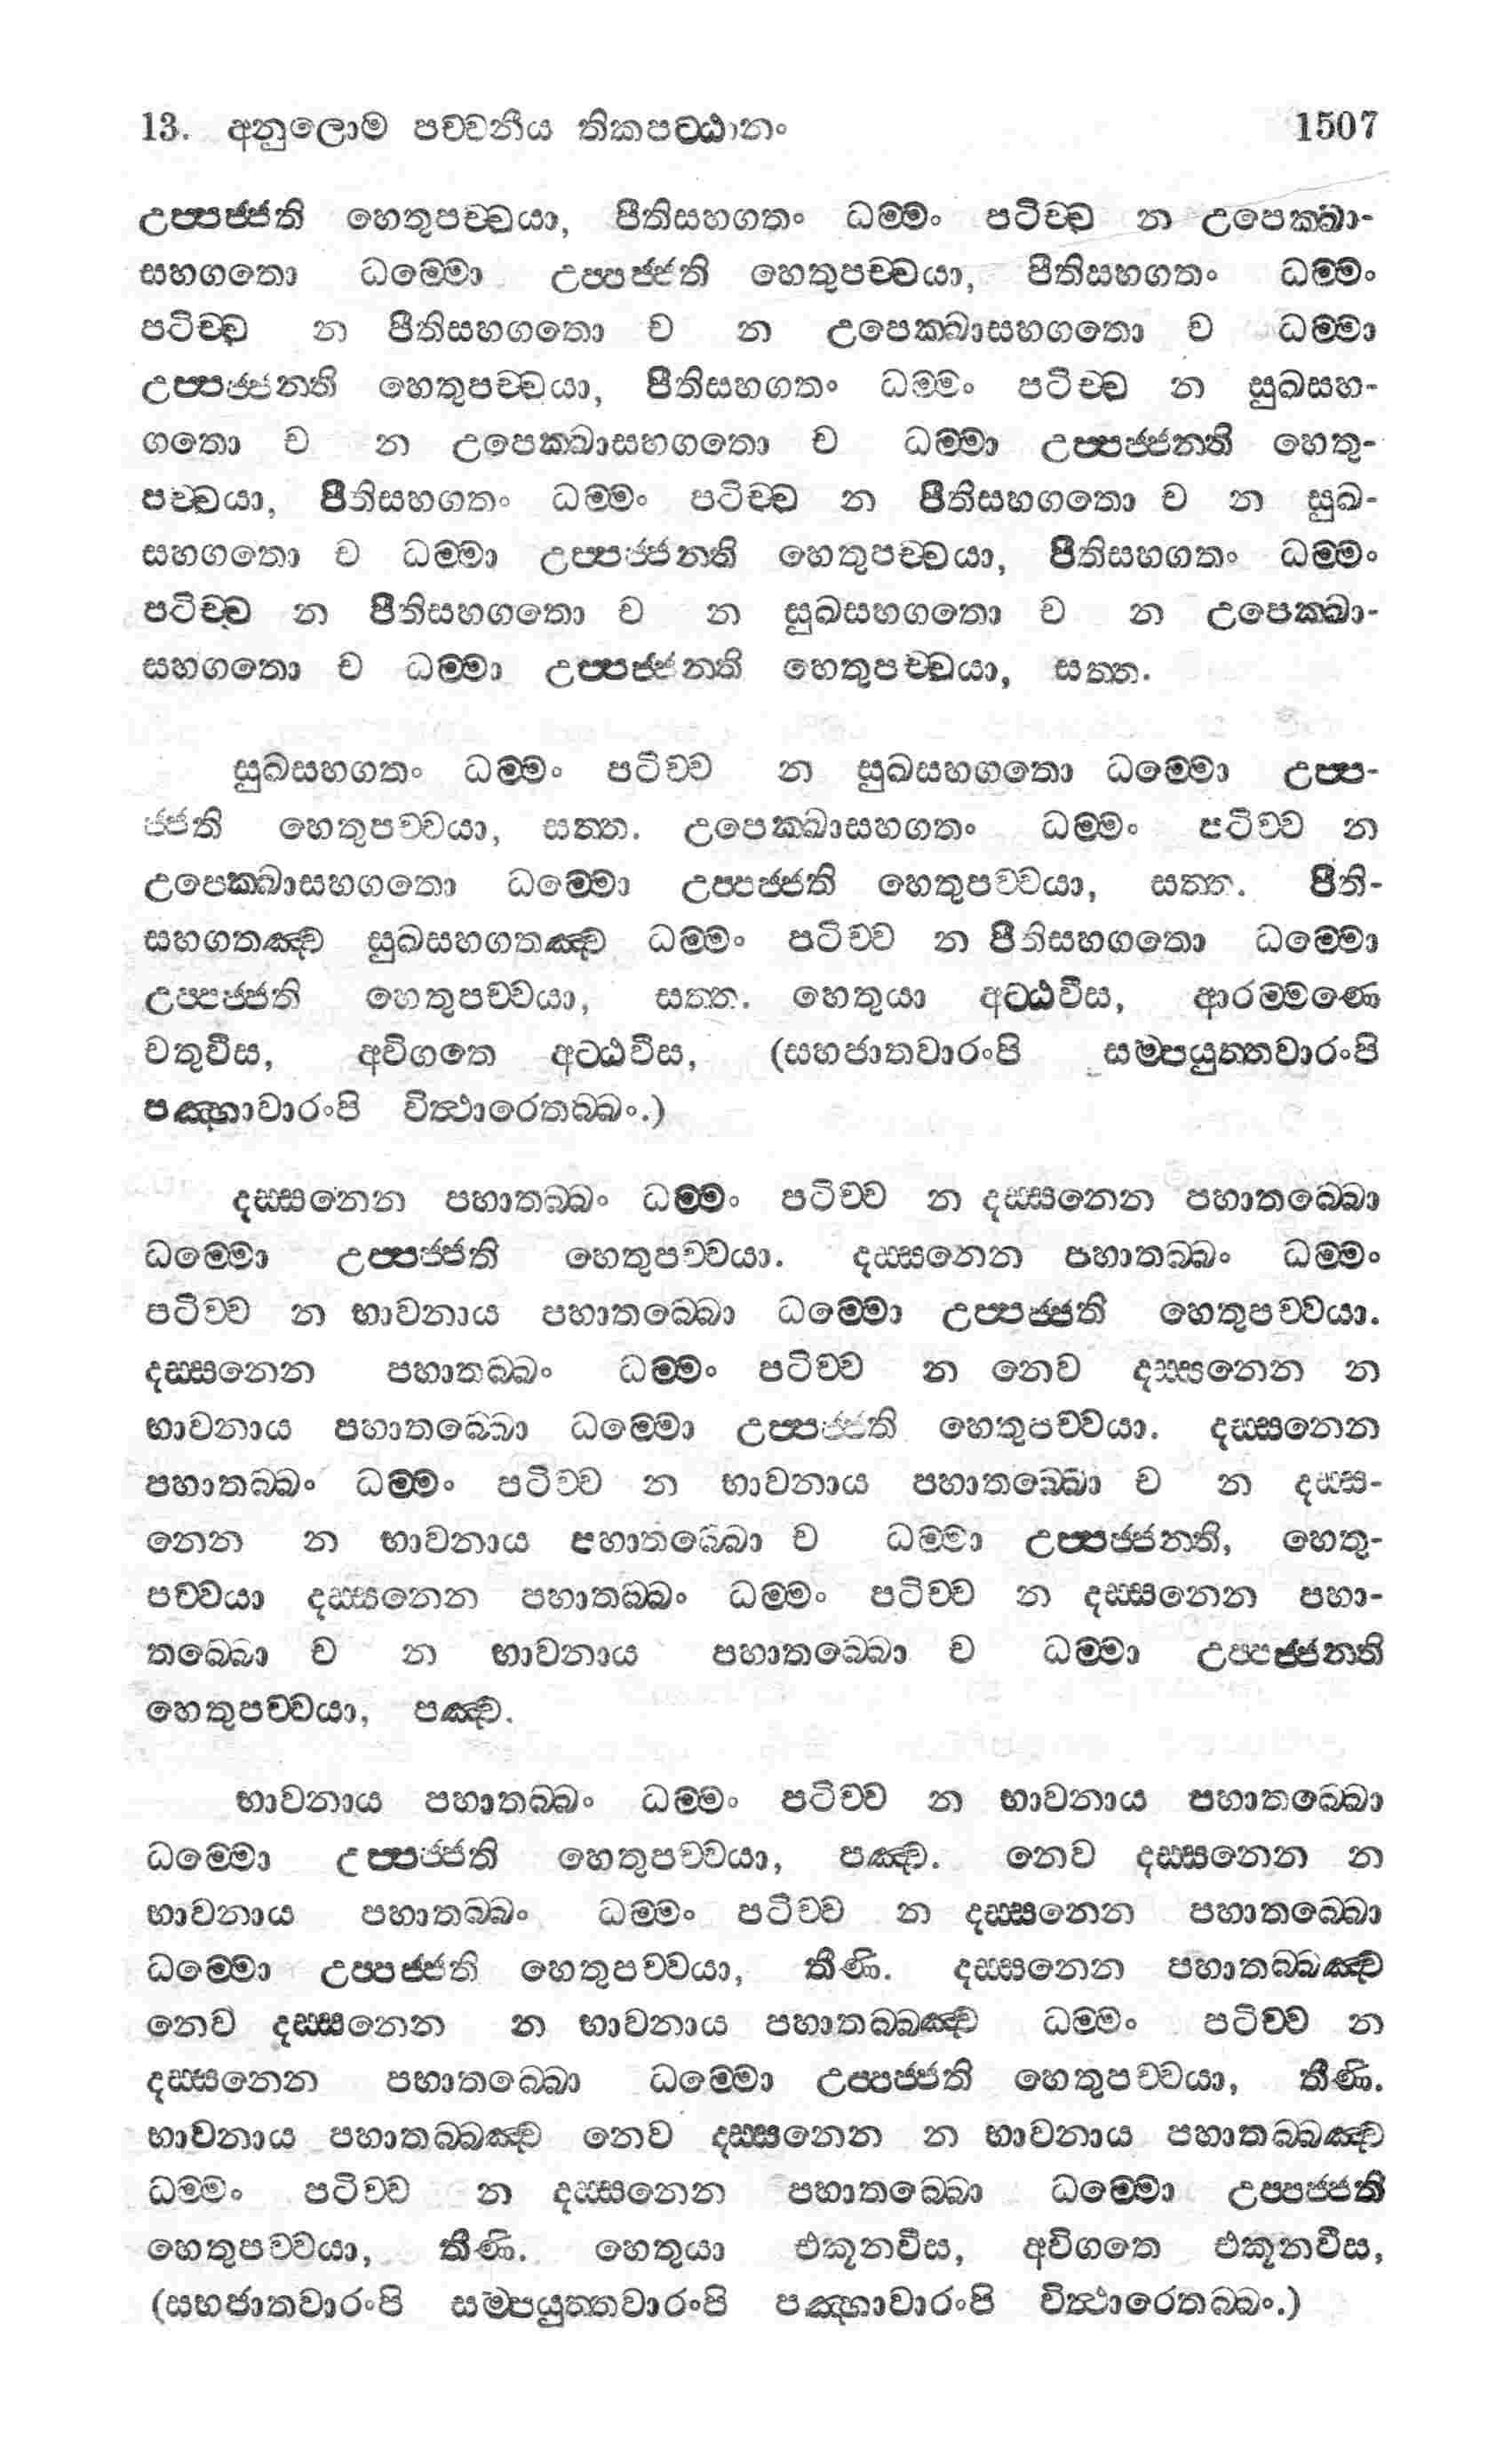 13. අනුලොම පච්චනීය තිකපට්ඨානං 1507
උප්පජ්ජති හෙතුපච්චයා, පීතිසහගතං ධම්මං පටිච්ච න උපෙක්ඛා-
සහගතො ධම්මො උප්පජ්ජති හෙතුපච්චයා, පීතිසහගතං ධම්මං
පටිච්ච න පීතිසහගතො ච න උපෙක්ඛාසහගතො ච ධම්මා
උප්පජ්ජන්ති හෙතුපච්චයා, පීතිසහගතං ධම්මං පටිච්ච න සුඛසහ-
ගතො ච න උපෙක්ඛාසහගතො ච ධම්මා උප්පජ්ජන්ති හෙතු-
පච්චයා, පීතිසහගතං ධම්මං පටිච්ච න පීතිසහගතො ච න සුඛ-
සහගතො ච ධම්මා උප්පජ්ජන්ති හෙතුපච්චයා, පීතිසහගතං ධම්මං
පටිච්ච න පීතිසහගතො ච න සුඛසහගතො ච න උපෙක්ඛා-
සහගතො ච ධම්මා උප්පජ්ජන්ති හෙතුපච්චයා, සත්ත.
සුඛසහගතං ධම්මං පටිච්ච න සුඛසහගතො ධම්මො උප්ප-
ජ්ජති හෙතුපච්චයා, සත්ත. උපෙක්ඛාසහගතං ධම්මං පටිච්ච න
උපෙක්ඛාසහගතො ධම්මො උප්පජ්ජති හෙතුපච්චයා, සත්ත. පීති-
සහගතඤ්ච සුඛසහගතඤ්ච ධම්මං පටිච්ච න පීතිසහගතො ධම්මො
උප්පජ්ජති හෙතුපච්චයා, සත්ත. හෙතුයා අට්ඨවීස, ආරම්මණෙ
චතුවීස, අවිගතෙ අට්ඨවීස, (සහජාතවාරංපි සම්පයුත්තවාරංපි
පඤ්හාවාරංපි විත්ථාරෙතබ්බං.)
දස්සනෙන පහාතබ්බං ධම්මං පටිච්ච න දස්සනෙන පහාතබ්බො
ධම්මො උප්පජ්ජති හෙතුපච්චයා. දස්සනෙන පහාතබ්බං ධම්මං
පටිච්ච න භාවනාය පහාතබ්බො ධම්මො උප්පජ්ජති හෙතුපච්චයා.
දස්සනෙන පහාතබ්බං ධම්මං පටිච්ච න නෙව දස්සනෙන න
භාවනාය පහාතබ්බො ධම්මො උප්පජ්ජති හෙතුපච්චයා. දස්සනෙන
පහාතබ්බං ධම්මං පටිච්ච න භාවනාය පහාතබ්බො ච න දස්ස-
නෙන න භාවනාය පහාතබ්බො ච ධම්මා උප්පජ්ජන්ති, හෙතු-
පච්චයා දස්සනෙන පහාතබ්බං ධම්මං පටිච්ච න දස්සනෙන පහා-
තබ්බො ච න භාවනාය පහාතබ්බො ච ධම්මා උප්පජ්ජන්ති
හෙතුපච්චයා, පඤ්ච.
භාවනාය පහාතබ්බං ධම්මං පටිච්ච න භාවනාය පහාතබ්බො
ධම්මො උප්පජ්ජති හෙතුපච්චයා, පඤ්ච. නෙව දස්සනෙන න
භාවනාය පහාතබ්බං ධම්මං පටිච්ච න දස්සනෙන පහාතබ්බො
ධම්මො උප්පජ්ජති හෙතුපච්චයා, තීණි. දස්සනෙන පහාතබ්බඤ්ච
නෙව දස්සනෙන න භාවනාය පහාතබ්බඤ්ච ධම්මං පටිච්ච න
දස්සනෙන පහාතබ්බො ධම්මො උප්පජ්ජති හෙතුපච්චයා, තීණි.
භාවනාය පහාතබ්බඤ්ච නෙව දස්සනෙන න භාවනාය පහාතබ්බඤ්ච
ධම්මං පටිච්ච න දස්සනෙන පහාතබ්බො ධම්මො උප්පජ්ජති
හෙතුපච්චයා, තීණි. හෙතුයා එකූනවීස, අවිගතෙ එකූනවීස,
(සහජාතවාරංපි සම්පයුත්තවාරංපි පඤ්හාවාරංපි විත්ථාරෙතබ්බං.)